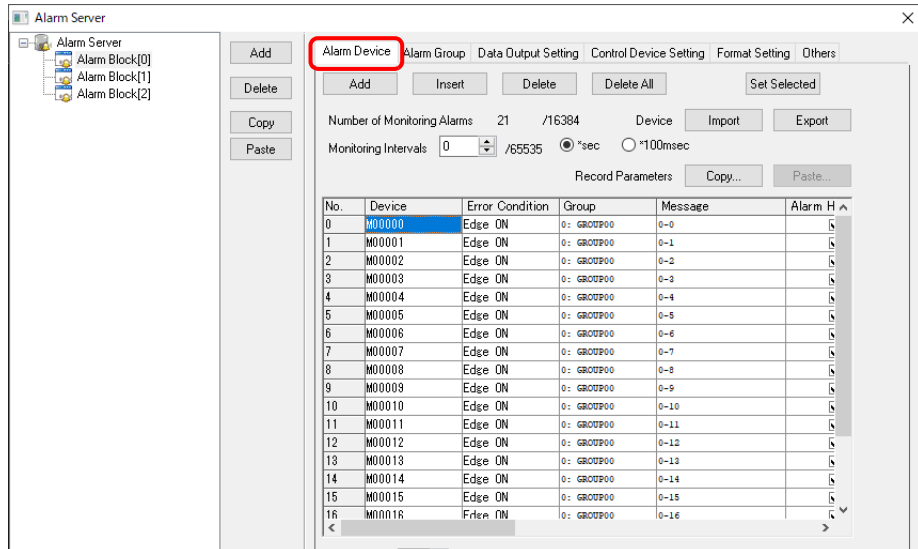 Alarm Server
Alarm Server
Alarm Block[0]
Alarm Block[1]
Alarm Block[2]
Add
Delete
Copy
Paste
Alarm Device Alarm Group Data Output Setting Control Device Setting Format Setting Others
Add Insert Delete Delete All Set Selected
Number of Monitoring Alarms 21 /16384 Device Import Export
Monitoring Intervals 0 /65535 *sec *100msec
Record Parameters Copy... Paste...
No. Device Error Condition Group Message Alarm H
0 M00000 Edge ON 0: GROUP00 0-0
1 M00001 Edge ON 0: GROUP00 0-1
2 M00002 Edge ON 0: GROUP00 0-2
3 M00003 Edge ON 0: GROUP00 0-3
4 M00004 Edge ON 0: GROUP00 0-4
5 M00005 Edge ON 0: GROUP00 0-5
6 M00006 Edge ON 0: GROUP00 0-6
7 M00007 Edge ON 0: GROUP00 0-7
8 M00008 Edge ON 0: GROUP00 0-8
9 M00009 Edge ON 0: GROUP00 0-9
10 M00010 Edge ON 0: GROUP00 0-10
11 M00011 Edge ON 0: GROUP00 0-11
12 M00012 Edge ON 0: GROUP00 0-12
13 M00013 Edge ON 0: GROUP00 0-13
14 M00014 Edge ON 0: GROUP00 0-14
15 M00015 Edge ON 0: GROUP00 0-15
16 M00016 Edge ON 0: GROUP00 0-16